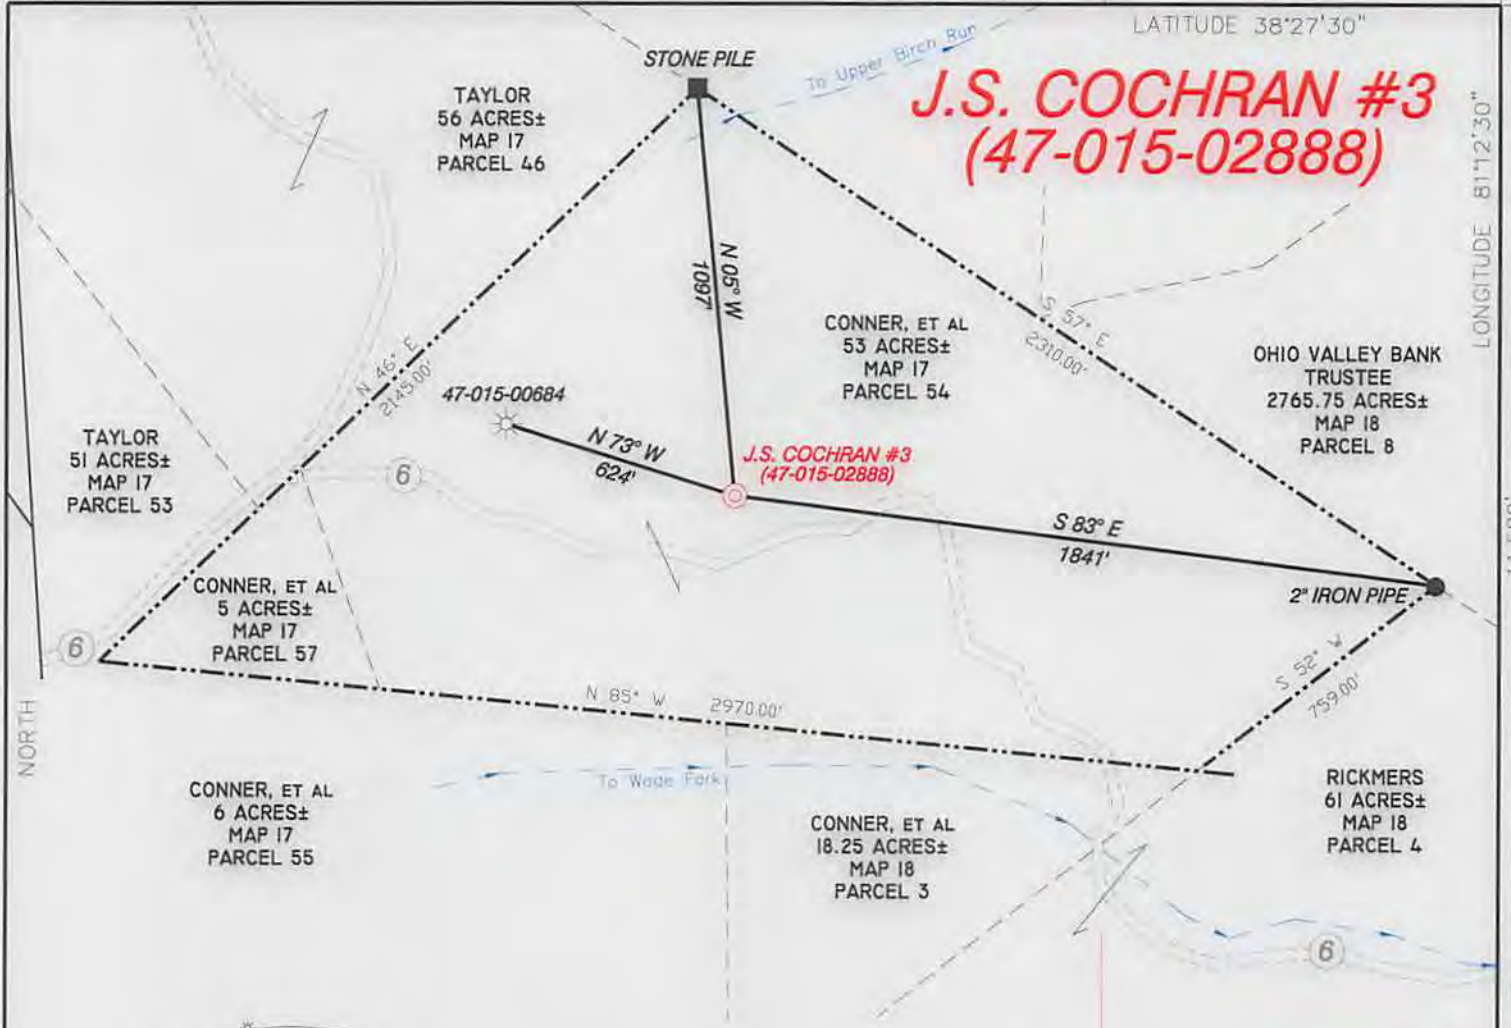 LATITUDE 38°27'30"
J.S. COCHRAN #3
(47-015-02888)
LONGITUDE 81°12'30"
STONE PILE
To Upper Birch Run
TAYLOR
56 ACRES±
MAP 17
PARCEL 46
N 05° W
1097'
CONNER, ET AL
53 ACRES±
MAP 17
PARCEL 54
S 57° E
2310.00'
OHIO VALLEY BANK
TRUSTEE
2765.75 ACRES±
MAP 18
PARCEL 8
N 46° E
2145.00'
47-015-00684
N 73° W
624'
J.S. COCHRAN #3
(47-015-02888)
TAYLOR
51 ACRES±
MAP 17
PARCEL 53
6
S 83° E
1841'
2" IRON PIPE
CONNER, ET AL
5 ACRES±
MAP 17
PARCEL 57
6
S 52° W
759.00'
N 85° W 2970.00'
NORTH
To Wade Fork
CONNER, ET AL
6 ACRES±
MAP 17
PARCEL 55
CONNER, ET AL
18.25 ACRES±
MAP 18
PARCEL 3
RICKMERS
61 ACRES±
MAP 18
PARCEL 4
6